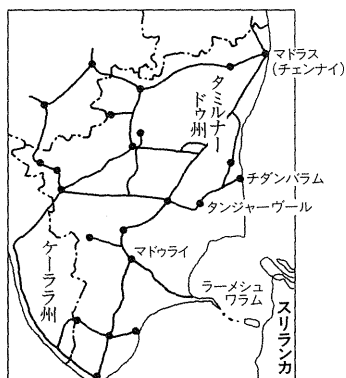 マドラス
(チェンナイ)
タミルナー
ドゥ州
チダンバラム
タンジャーヴール
ケーララ州
マドゥライ
ラーメシュ
ワラム
スリランカ